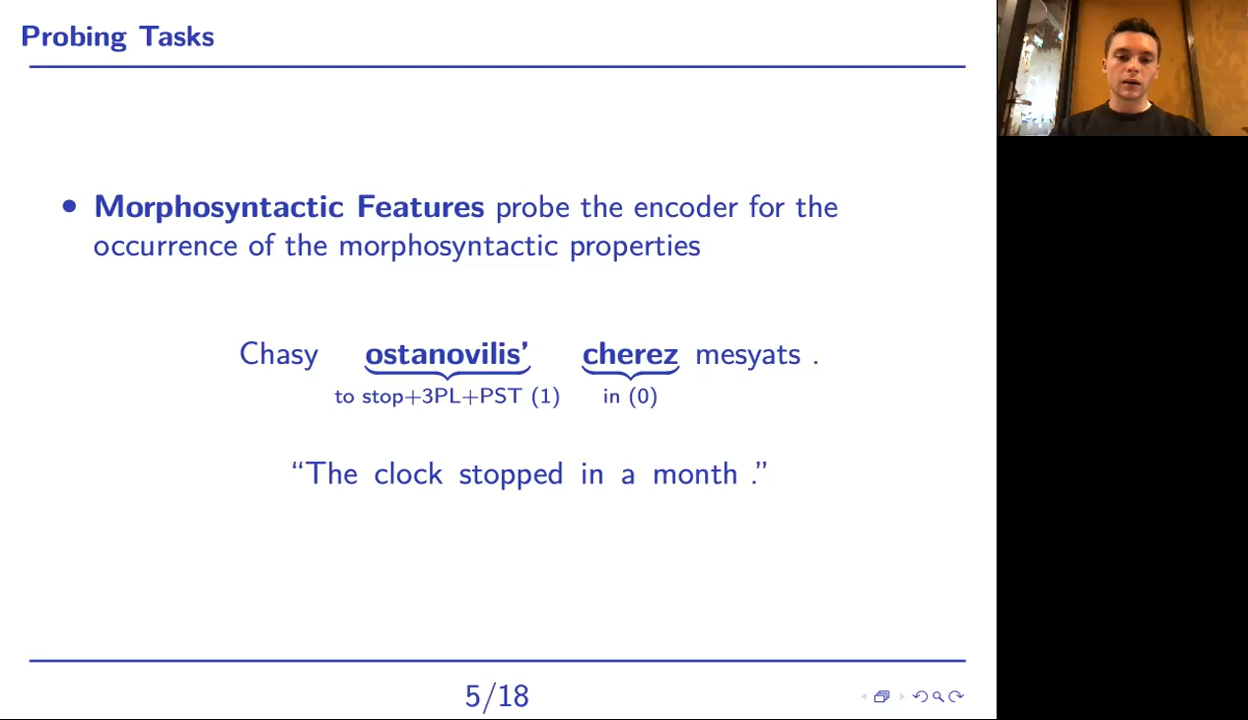 Probing Tasks
• Morphosyntactic Features probe the encoder for the
occurrence of the morphosyntactic properties
Chasy ostanovilis’ cherez mesyats .
to stop+3PL+PST (1) in (0)
“The clock stopped in a month .”
5/18